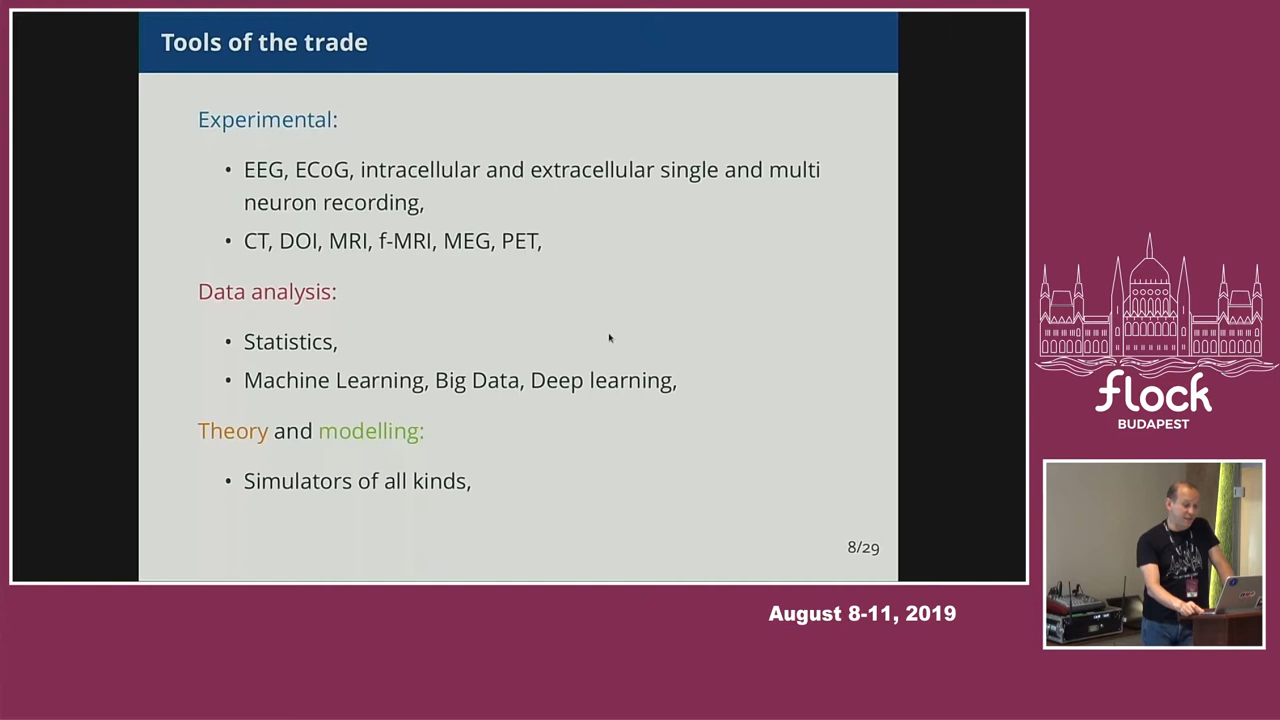 Tools of the trade
Experimental:
• EEG, ECoG, intracellular and extracellular single and multi
neuron recording,
• CT, DOI, MRI, f-MRI, MEG, PET,
Data analysis:
• Statistics,
• Machine Learning, Big Data, Deep learning,
Theory and modelling:
• Simulators of all kinds,
8/29
flock
BUDAPEST
August 8-11, 2019